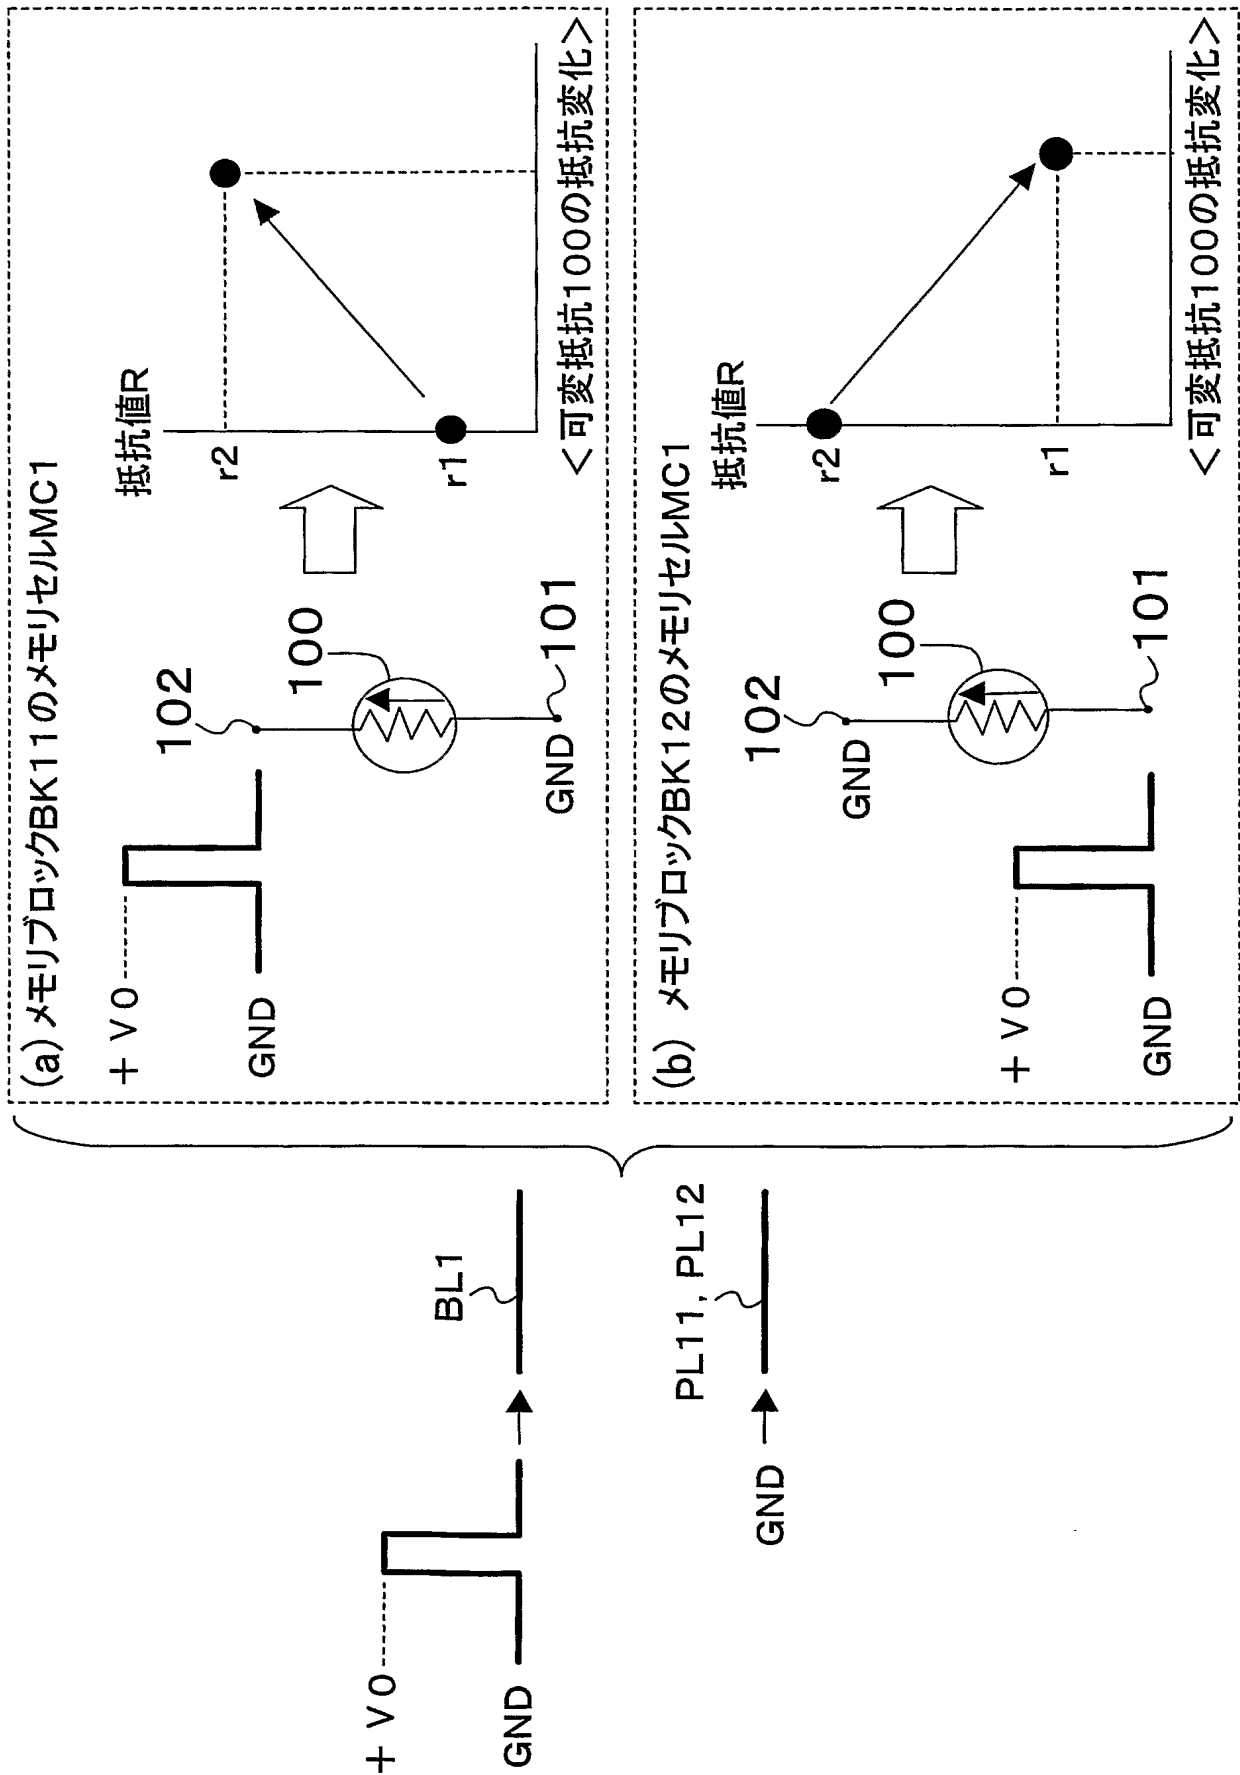 ＋V0
GND
BL1
GND
PL11, PL12
(a) メモリブロックBK11のメモリセルMC1
＋V0
GND
102
100
GND
101
抵抗値R
r2
r1
＜可変抵抗100の抵抗変化＞
(b) メモリブロックBK12のメモリセルMC1
＋V0
GND
102
GND
100
101
抵抗値R
r2
r1
＜可変抵抗100の抵抗変化＞